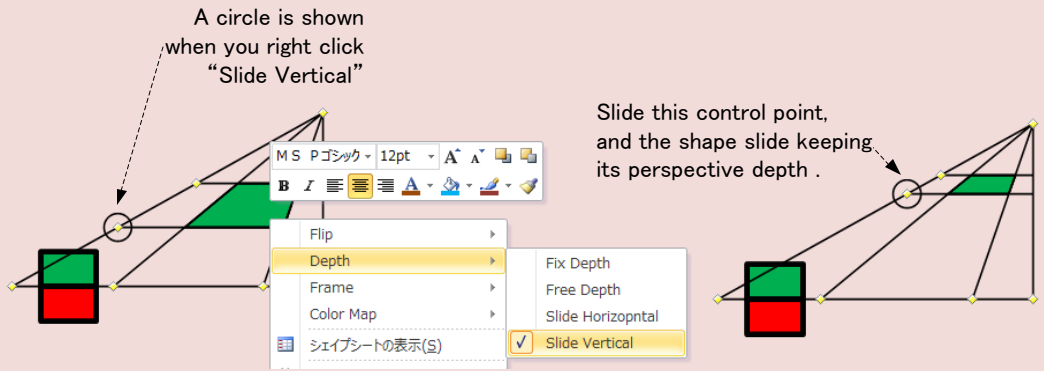 A circle is shown
when you right click
“Slide Vertical”
Slide this control point,
and the shape slide keeping
its perspective depth .
ＭＳ Ｐゴシック
12pt
A A
B I A
Flip
Depth
Frame
Color Map
シェイプシートの表示(S)
Fix Depth
Free Depth
Slide Horizopntal
Slide Vertical